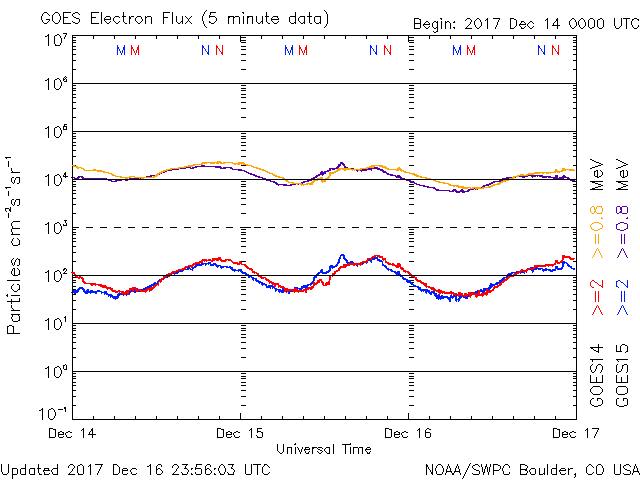 GOES Electron Flux (5 minute data)
Begin: 2017 Dec 14 0000 UTC
10⁷
M M N N M M N N M M N N
10⁶
10⁵
10⁴
10³
10²
10¹
10⁰
10⁻¹
Particles cm⁻²s⁻¹sr⁻¹
Dec 14 Dec 15 Dec 16 Dec 17
Universal Time
GOES14 >=2 >=0.8 MeV
GOES15 >=2 >=0.8 MeV
Updated 2017 Dec 16 23:56:03 UTC
NOAA/SWPC Boulder, CO USA